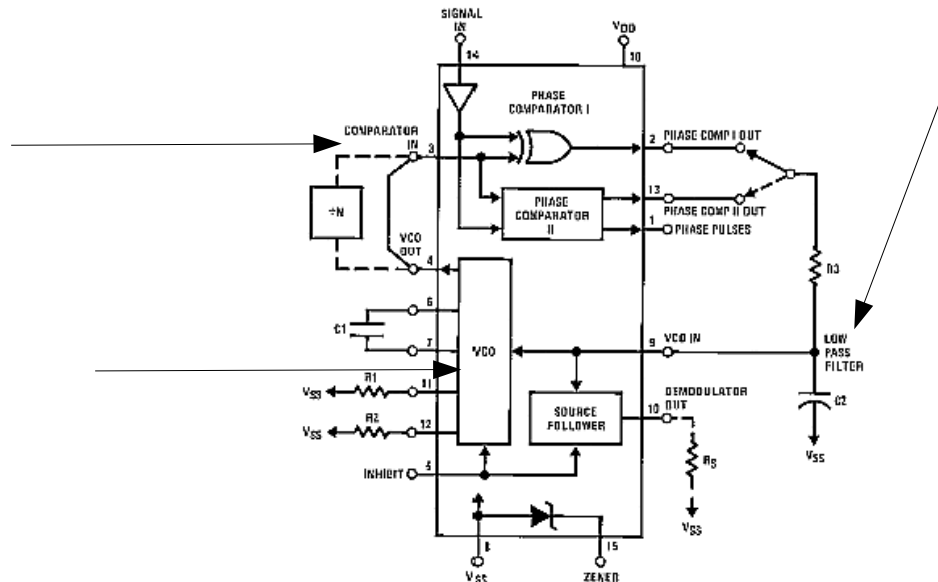 SIGNAL
IN
14
VDD
16
PHASE
COMPARATOR I
COMPARATOR
IN
3
2
PHASE COMP I OUT
÷N
13
PHASE COMP II OUT
PHASE
COMPARATOR
II
1
PHASE PULSES
VCO
OUT
4
R3
6
C1
7
VCO
9
VCO IN
LOW
PASS
FILTER
VSS
R1
11
DEMODULATOR
OUT
C2
VSS
R2
12
SOURCE
FOLLOWER
10
VSS
INHIBIT
5
RS
VSS
8
15
VSS
ZENER